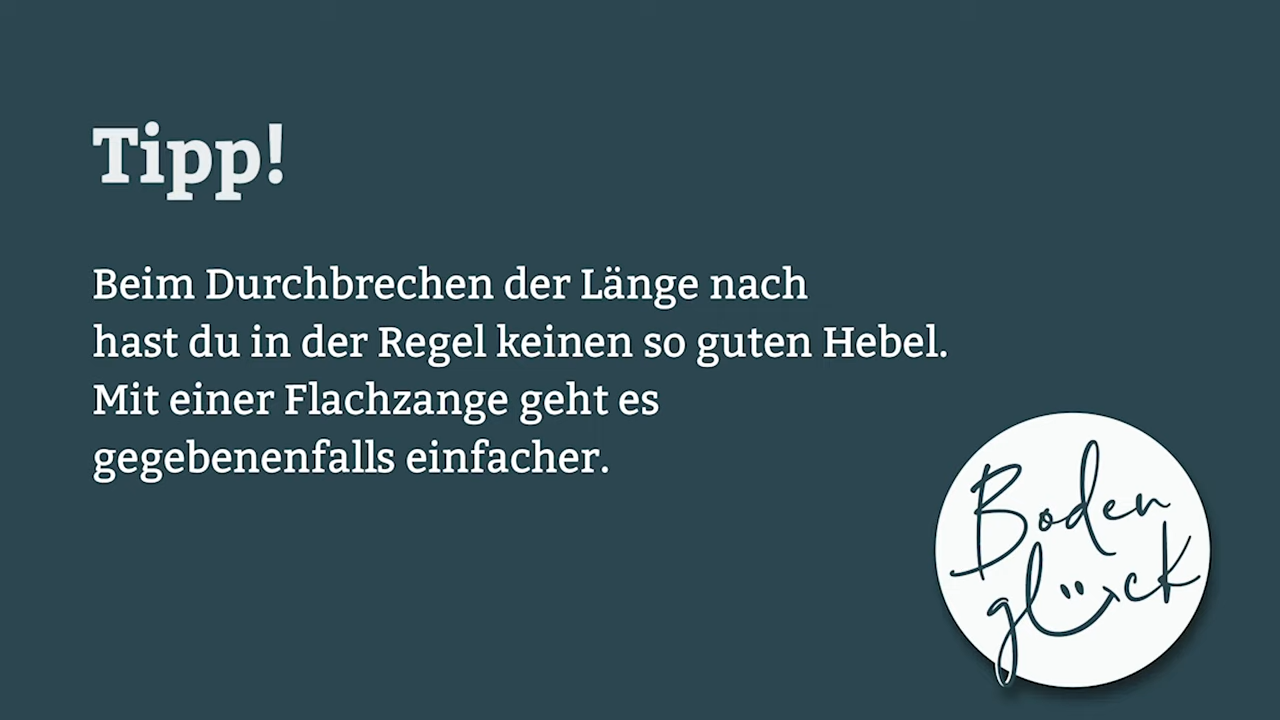 Tipp!
Beim Durchbrechen der Länge nach
hast du in der Regel keinen so guten Hebel.
Mit einer Flachzange geht es
gegebenenfalls einfacher.
Boden
glück